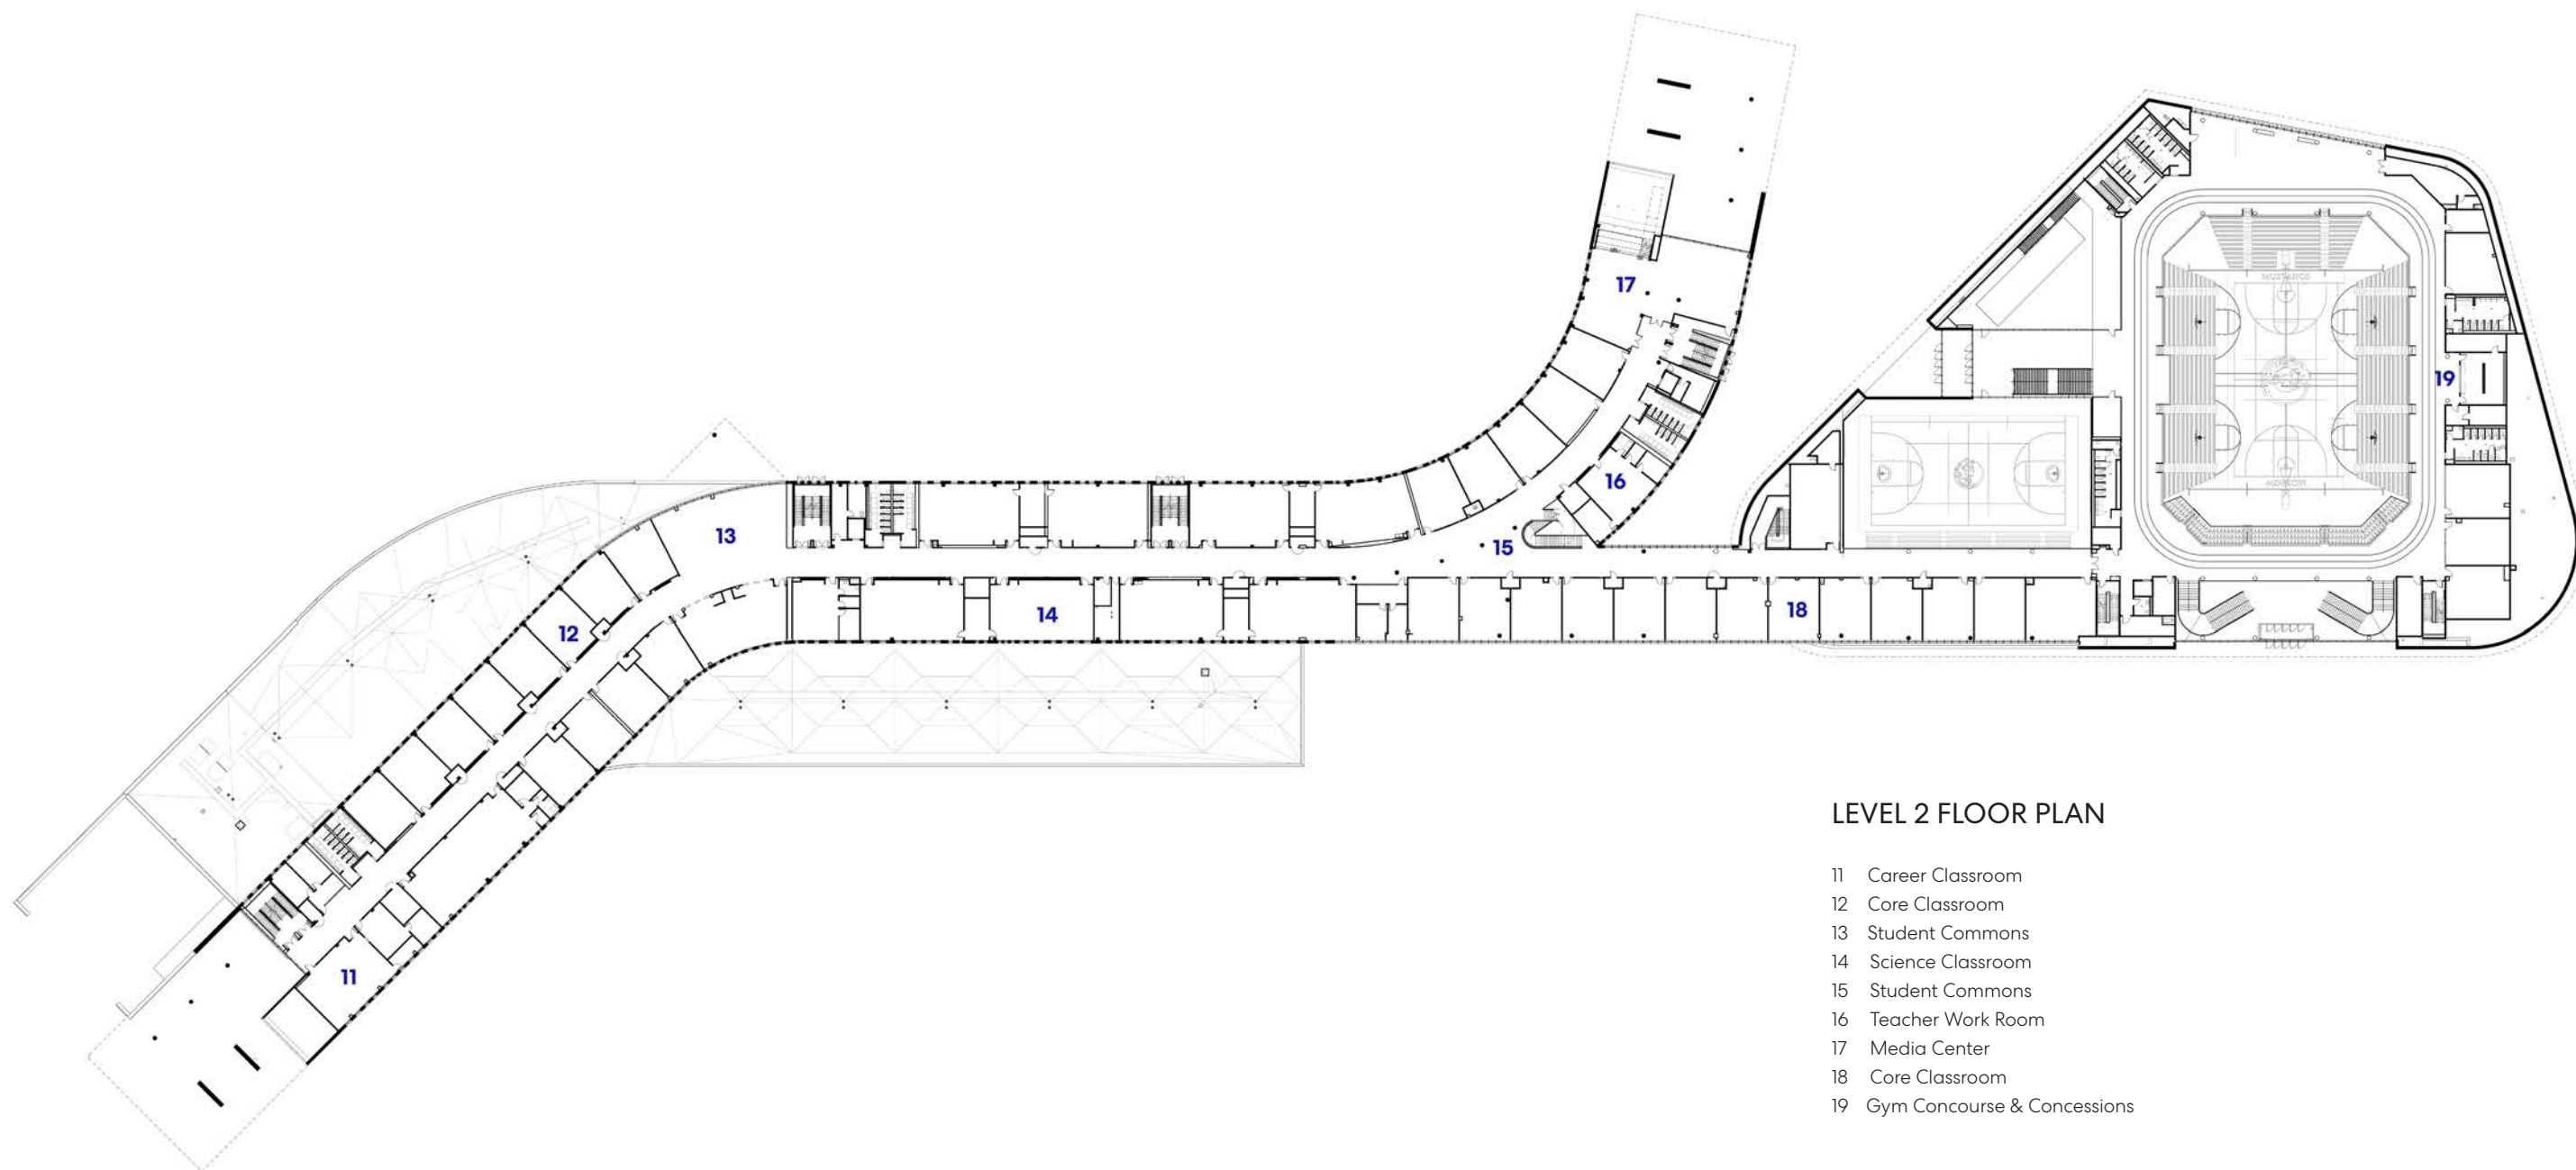 17
19
16
13
15
14
18
12
11
MUSTANGS
LEVEL 2 FLOOR PLAN
11 Career Classroom
12 Core Classroom
13 Student Commons
14 Science Classroom
15 Student Commons
16 Teacher Work Room
17 Media Center
18 Core Classroom
19 Gym Concourse & Concessions